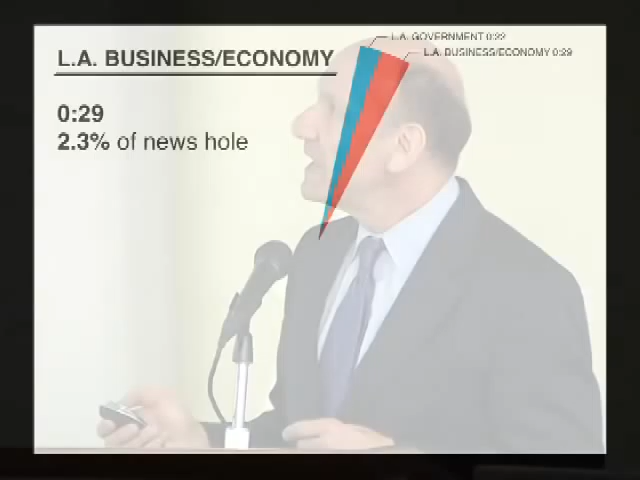 L.A. GOVERNMENT 0:22
L.A. BUSINESS/ECONOMY 0:29
L.A. BUSINESS/ECONOMY
0:29
2.3% of news hole